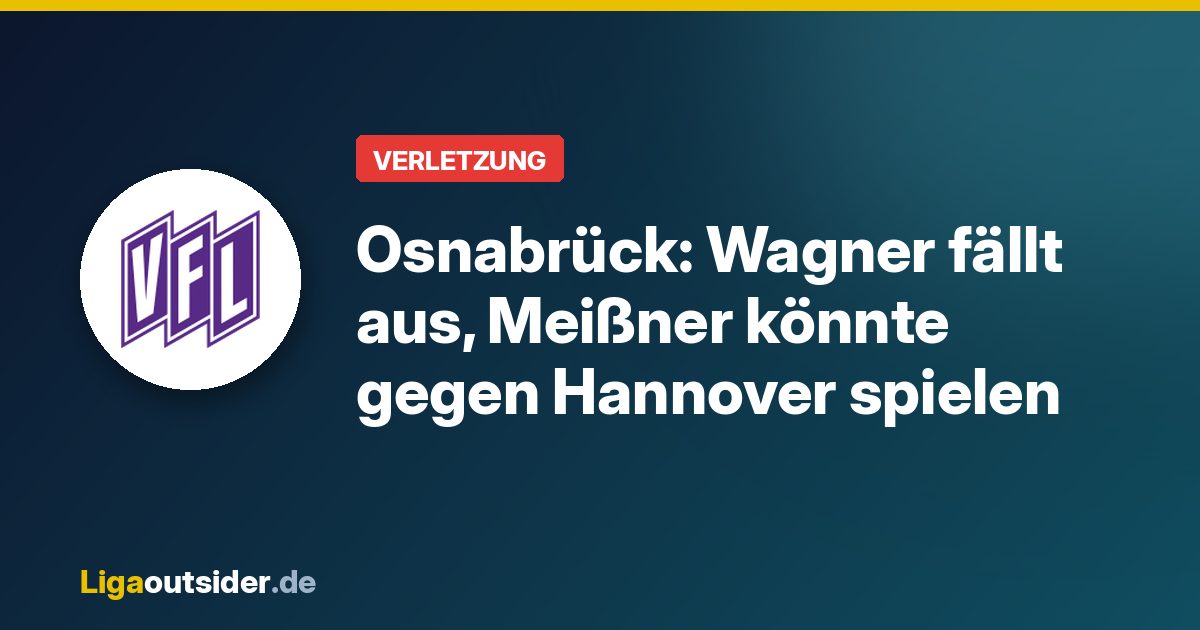 VERLETZUNG
VFL
Osnabrück: Wagner fällt
aus, Meißner könnte
gegen Hannover spielen
Ligaoutsider.de